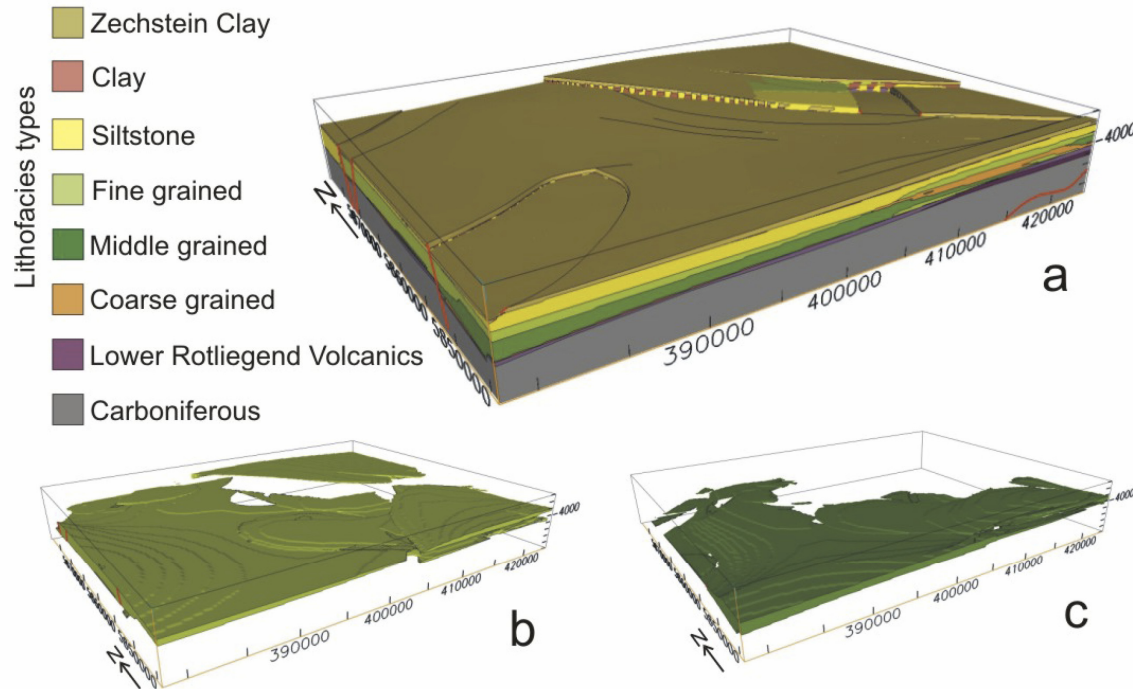 Lithofacies types
Zechstein Clay
Clay
Siltstone
Fine grained
Middle grained
Coarse grained
Lower Rotliegend Volcanics
Carboniferous
4000
420000
410000
400000
390000
N
a
4000
420000
410000
400000
390000
N
b
4000
420000
410000
400000
390000
N
c